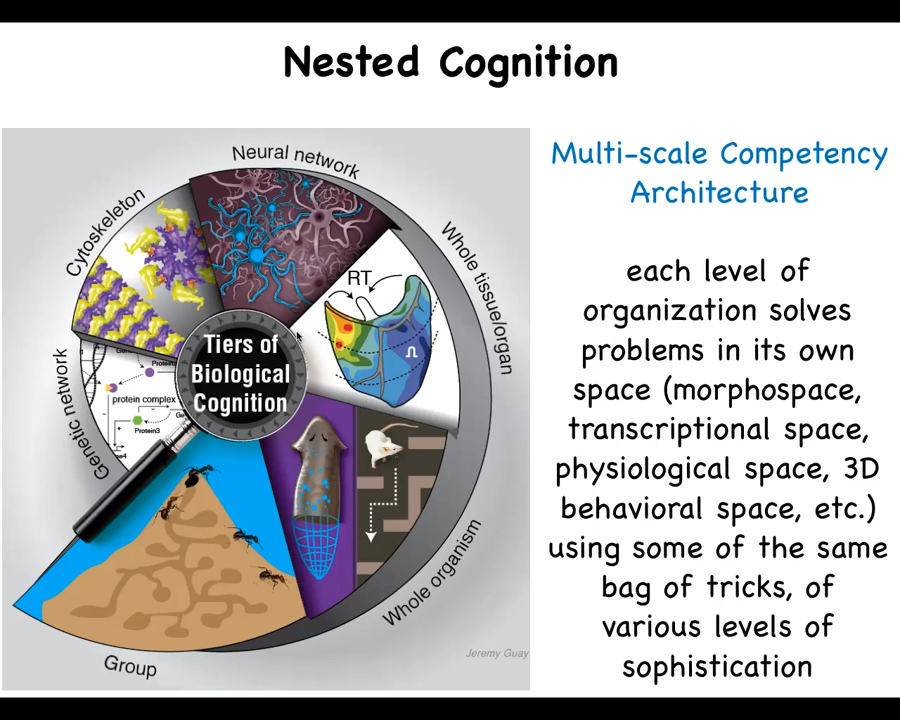 Nested Cognition
Neural network
Cytoskeleton
Whole tissue/organ
RT
Tiers of
Biological
Cognition
Genetic network
protein complex
Protein3
Whole organism
Group
Jeremy Guay
Multi-scale Competency
Architecture
each level of
organization solves
problems in its own
space (morphospace,
transcriptional space,
physiological space, 3D
behavioral space, etc.)
using some of the same
bag of tricks, of
various levels of
sophistication